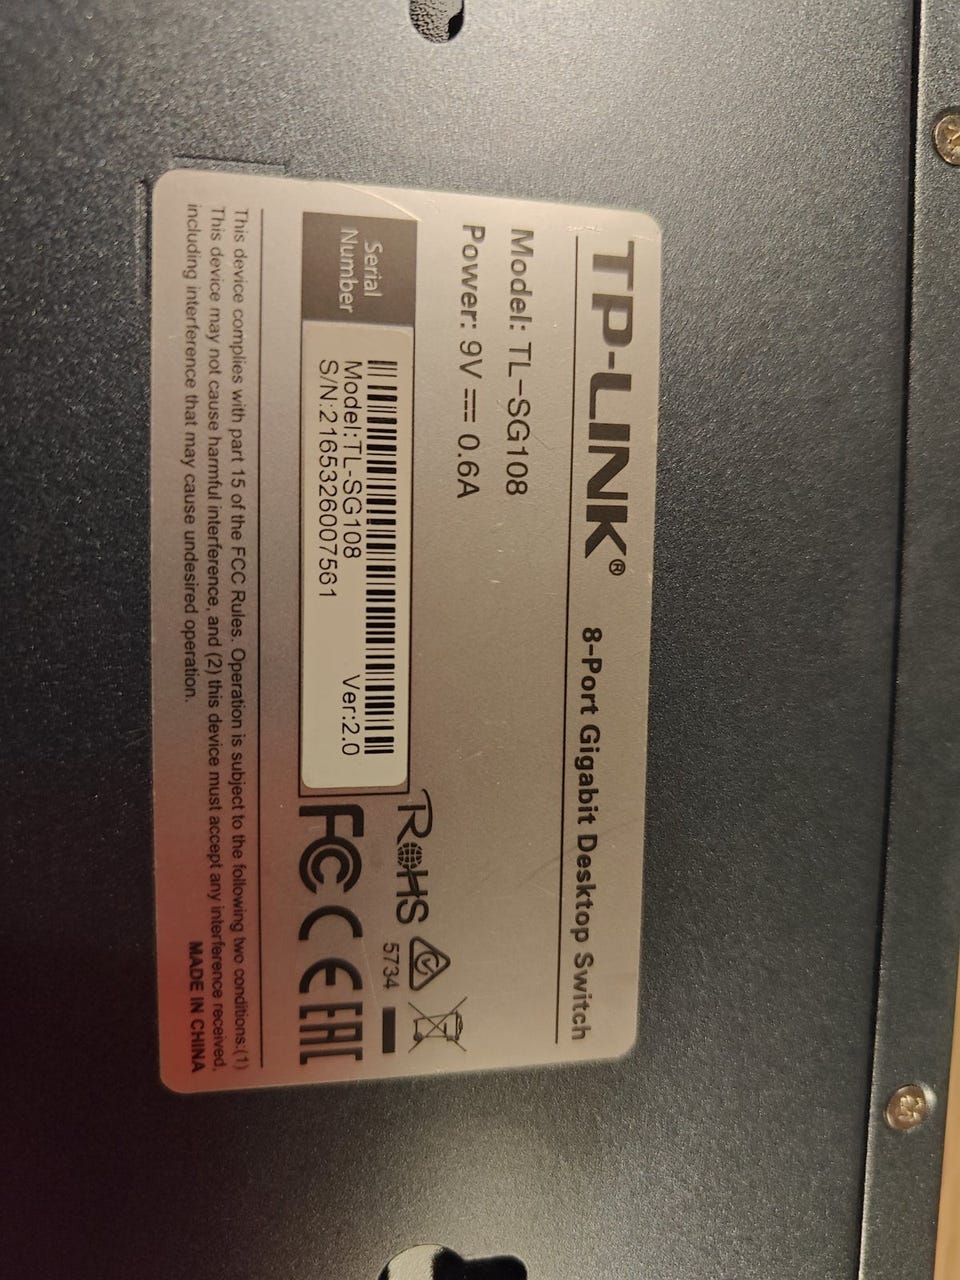 TP-LINK® 8-Port Gigabit Desktop Switch
Model: TL-SG108
Power: 9V ⎓ 0.6A
Serial
Number
Model:TL-SG108 Ver:2.0
S/N:2165326007561
RoHS
5734
FC CE EAC
This device complies with part 15 of the FCC Rules. Operation is subject to the following two conditions:(1)
This device may not cause harmful interference, and (2) this device must accept any interference received,
including interference that may cause undesired operation. MADE IN CHINA